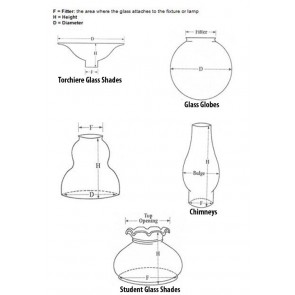 F = Fitter: the area where the glass attaches to the fixture or lamp
H = Height
D = Diameter
D
H
F
Torchiere Glass Shades
Fitter
D
H
Glass Globes
F
H
D
H
Bulge
F
Chimneys
Top
Opening
H
F
Student Glass Shades